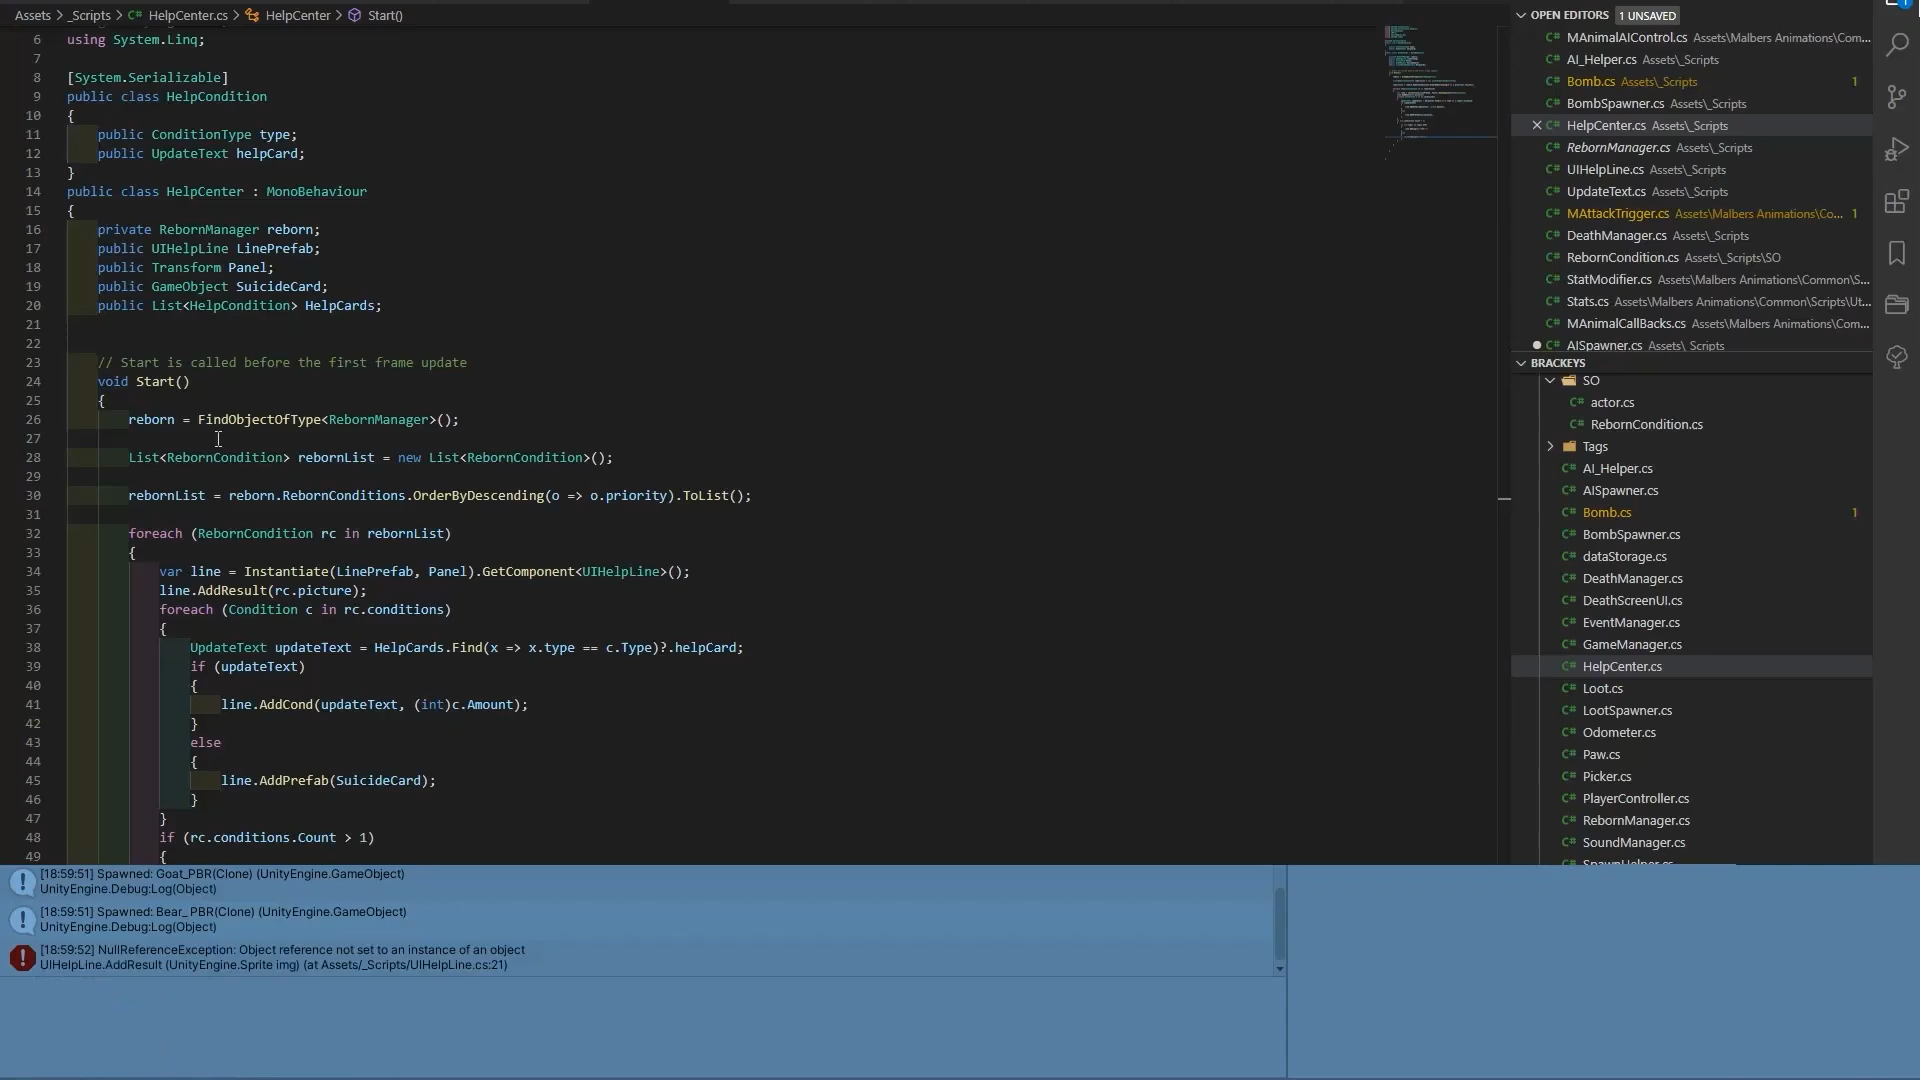 Assets > _Scripts > C# HelpCenter.cs > HelpCenter > Start()
6 using System.Linq;
7
8 [System.Serializable]
9 public class HelpCondition
10 {
11 public ConditionType type;
12 public UpdateText helpCard;
13 }
14 public class HelpCenter : MonoBehaviour
15 {
16 private RebornManager reborn;
17 public UIHelpLine LinePrefab;
18 public Transform Panel;
19 public GameObject SuicideCard;
20 public List<HelpCondition> HelpCards;
21
22
23 // Start is called before the first frame update
24 void Start()
25 {
26 reborn = FindObjectOfType<RebornManager>();
27
28 List<RebornCondition> rebornList = new List<RebornCondition>();
29
30 rebornList = reborn.RebornConditions.OrderByDescending(o => o.priority).ToList();
31
32 foreach (RebornCondition rc in rebornList)
33 {
34 var line = Instantiate(LinePrefab, Panel).GetComponent<UIHelpLine>();
35 line.AddResult(rc.picture);
36 foreach (Condition c in rc.conditions)
37 {
38 UpdateText updateText = HelpCards.Find(x => x.type == c.Type)?.helpCard;
39 if (updateText)
40 {
41 line.AddCond(updateText, (int)c.Amount);
42 }
43 else
44 {
45 line.AddPrefab(SuicideCard);
46 }
47 }
48 if (rc.conditions.Count > 1)
49 {
[18:59:51] Spawned: Goat_PBR(Clone) (UnityEngine.GameObject)
UnityEngine.Debug:Log(Object)
[18:59:51] Spawned: Bear_ PBR(Clone) (UnityEngine.GameObject)
UnityEngine.Debug:Log(Object)
[18:59:52] NullReferenceException: Object reference not set to an instance of an object
UIHelpLine.AddResult (UnityEngine.Sprite img) (at Assets/_Scripts/UIHelpLine.cs:21)
OPEN EDITORS 1 UNSAVED
C# MAnimalAIControl.cs Assets\Malbers Animations\Com...
C# AI_Helper.cs Assets\_Scripts
C# Bomb.cs Assets\_Scripts 1
C# BombSpawner.cs Assets\_Scripts
C# HelpCenter.cs Assets\_Scripts
C# RebornManager.cs Assets\_Scripts
C# UIHelpLine.cs Assets\_Scripts
C# UpdateText.cs Assets\_Scripts
C# MAttackTrigger.cs Assets\Malbers Animations\Co... 1
C# DeathManager.cs Assets\_Scripts
C# RebornCondition.cs Assets\_Scripts\SO
C# StatModifier.cs Assets\Malbers Animations\Common\S...
C# Stats.cs Assets\Malbers Animations\Common\Scripts\Ut...
C# MAnimalCallBacks.cs Assets\Malbers Animations\Com...
C# AISpawner.cs Assets\_Scripts
BRACKEYS
SO
C# actor.cs
C# RebornCondition.cs
Tags
C# AI_Helper.cs
C# AISpawner.cs
C# Bomb.cs 1
C# BombSpawner.cs
C# dataStorage.cs
C# DeathManager.cs
C# DeathScreenUI.cs
C# EventManager.cs
C# GameManager.cs
C# HelpCenter.cs
C# Loot.cs
C# LootSpawner.cs
C# Odometer.cs
C# Paw.cs
C# Picker.cs
C# PlayerController.cs
C# RebornManager.cs
C# SoundManager.cs
C# SpawnHelper.cs